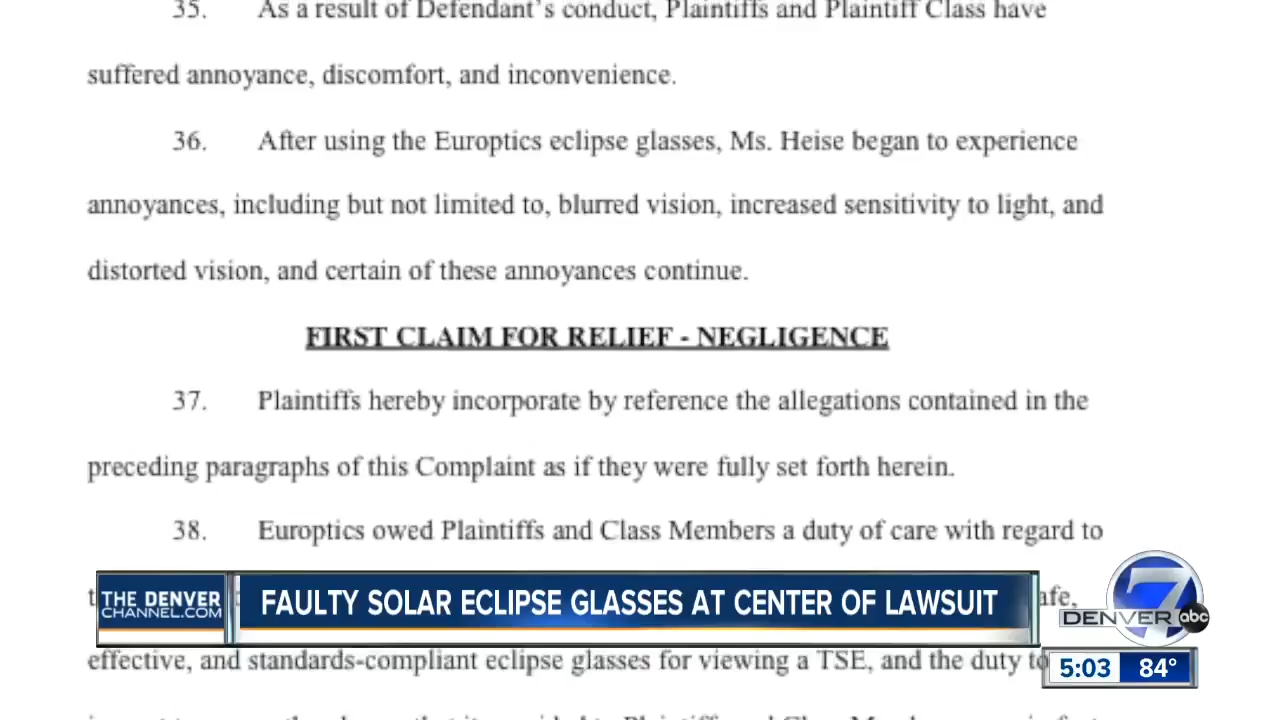 35. As a result of Defendant's conduct, Plaintiffs and Plaintiff Class have
suffered annoyance, discomfort, and inconvenience.
36. After using the Europtics eclipse glasses, Ms. Heise began to experience
annoyances, including but not limited to, blurred vision, increased sensitivity to light, and
distorted vision, and certain of these annoyances continue.
FIRST CLAIM FOR RELIEF - NEGLIGENCE
37. Plaintiffs hereby incorporate by reference the allegations contained in the
preceding paragraphs of this Complaint as if they were fully set forth herein.
38. Europtics owed Plaintiffs and Class Members a duty of care with regard to
THE DENVER
CHANNEL.COM
FAULTY SOLAR ECLIPSE GLASSES AT CENTER OF LAWSUIT
7
DENVER abc
effective, and standards-compliant eclipse glasses for viewing a TSE, and the duty
5:03 84°